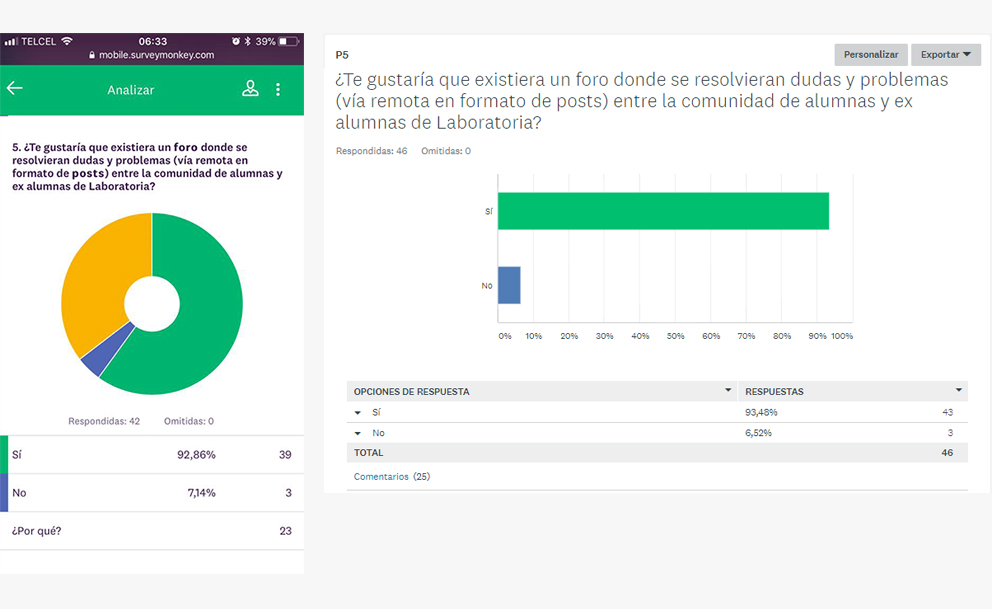 TELCEL 06:33 39%
mobile.surveymonkey.com
Analizar
5. ¿Te gustaría que existiera un foro donde se
resolvieran dudas y problemas (vía remota en
formato de posts) entre la comunidad de alumnas y
ex alumnas de Laboratoria?
Respondidas: 42 Omitidas: 0
Sí 92,86% 39
No 7,14% 3
¿Por qué? 23
P5
Personalizar Exportar
¿Te gustaría que existiera un foro donde se resolvieran dudas y problemas
(vía remota en formato de posts) entre la comunidad de alumnas y ex
alumnas de Laboratoria?
Respondidas: 46 Omitidas: 0
Sí
No
0% 10% 20% 30% 40% 50% 60% 70% 80% 90% 100%
OPCIONES DE RESPUESTA RESPUESTAS
Sí 93,48% 43
No 6,52% 3
TOTAL 46
Comentarios (25)